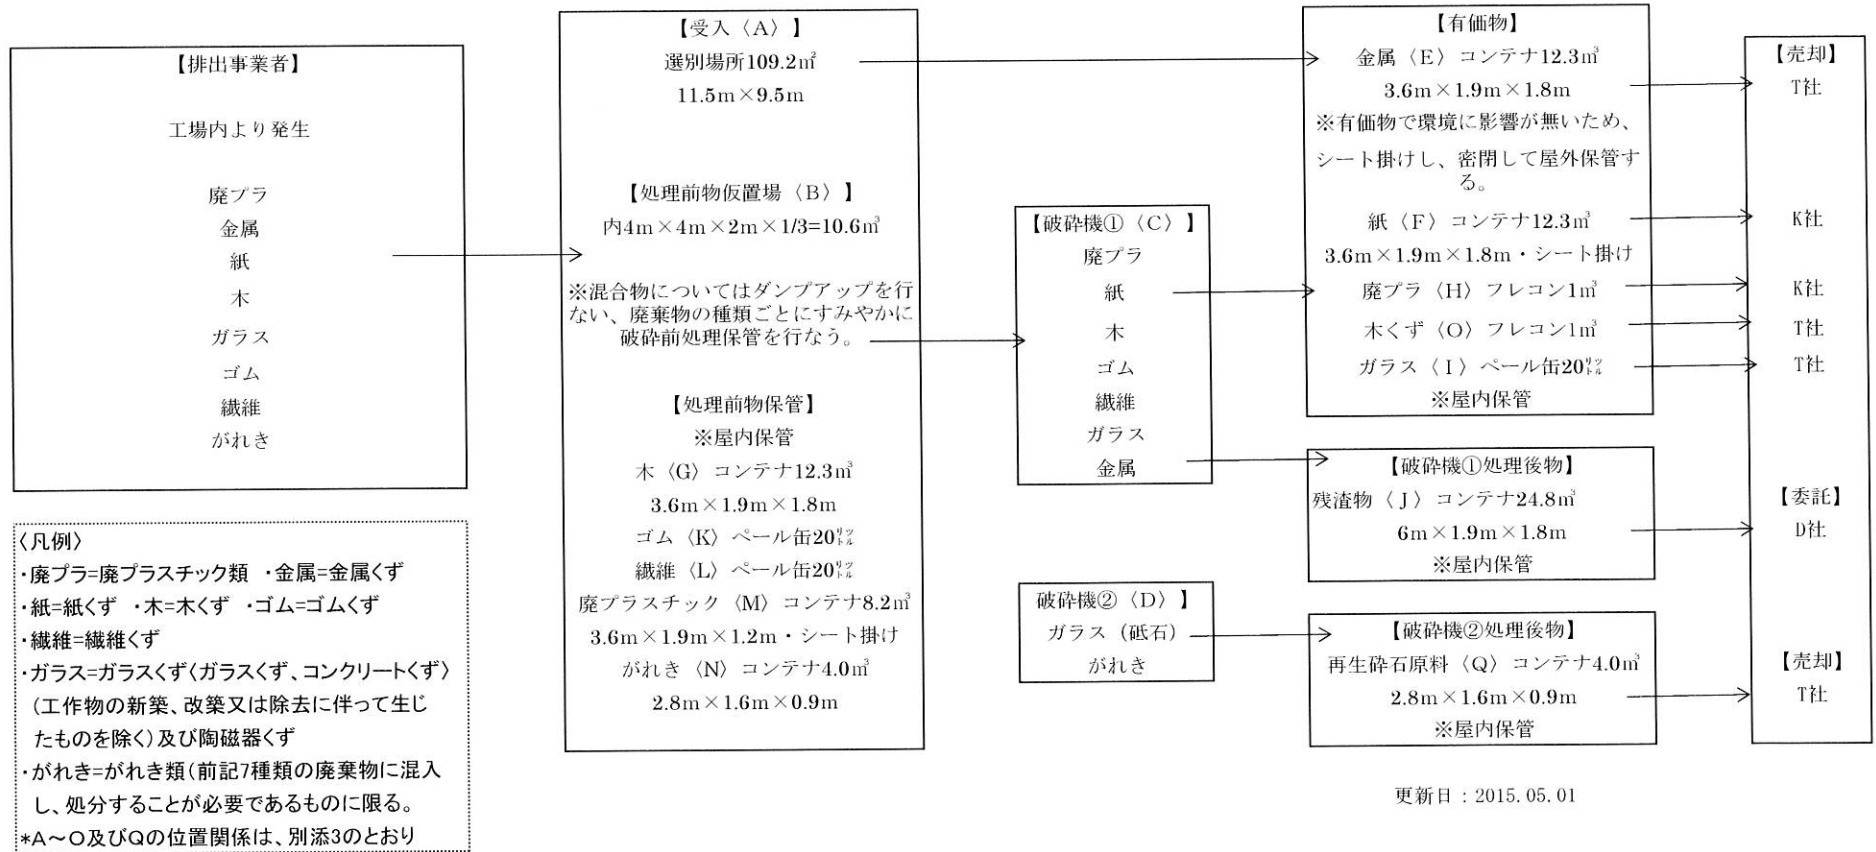 【排出事業者】
工場内より発生
廃プラ
金属
紙
木
ガラス
ゴム
繊維
がれき
〈凡例〉
・廃プラ=廃プラスチック類 ・金属=金属くず
・紙=紙くず ・木=木くず ・ゴム=ゴムくず
・繊維=繊維くず
・ガラス=ガラスくず〈ガラスくず、コンクリートくず〉
(工作物の新築、改築又は除去に伴って生じ
たものを除く)及び陶磁器くず
・がれき=がれき類(前記7種類の廃棄物に混入
し、処分することが必要であるものに限る。
*A～O及びQの位置関係は、別添3のとおり
【受入〈A〉】
選別場所109.2㎡
11.5m×9.5m
【処理前物仮置場〈B〉】
内4m×4m×2m×1/3=10.6㎥
※混合物についてはダンプアップを行
ない、廃棄物の種類ごとにすみやかに
破砕前処理保管を行なう。
【処理前物保管】
※屋内保管
木〈G〉コンテナ12.3㎥
3.6m×1.9m×1.8m
ゴム〈K〉ペール缶20㍑
繊維〈L〉ペール缶20㍑
廃プラスチック〈M〉コンテナ8.2㎥
3.6m×1.9m×1.2m・シート掛け
がれき〈N〉コンテナ4.0㎥
2.8m×1.6m×0.9m
【破砕機①〈C〉】
廃プラ
紙
木
ゴム
繊維
ガラス
金属
破砕機②〈D〉】
ガラス（砥石）
がれき
【有価物】
金属〈E〉コンテナ12.3㎥
3.6m×1.9m×1.8m
※有価物で環境に影響が無いため、
シート掛けし、密閉して屋外保管す
る。
紙〈F〉コンテナ12.3㎥
3.6m×1.9m×1.8m・シート掛け
廃プラ〈H〉フレコン1㎥
木くず〈O〉フレコン1㎥
ガラス〈I〉ペール缶20㍑
※屋内保管
【破砕機①処理後物】
残渣物〈J〉コンテナ24.8㎥
6m×1.9m×1.8m
※屋内保管
【破砕機②処理後物】
再生砕石原料〈Q〉コンテナ4.0㎥
2.8m×1.6m×0.9m
※屋内保管
【売却】
T社
K社
K社
T社
T社
【委託】
D社
【売却】
T社
更新日：2015.05.01